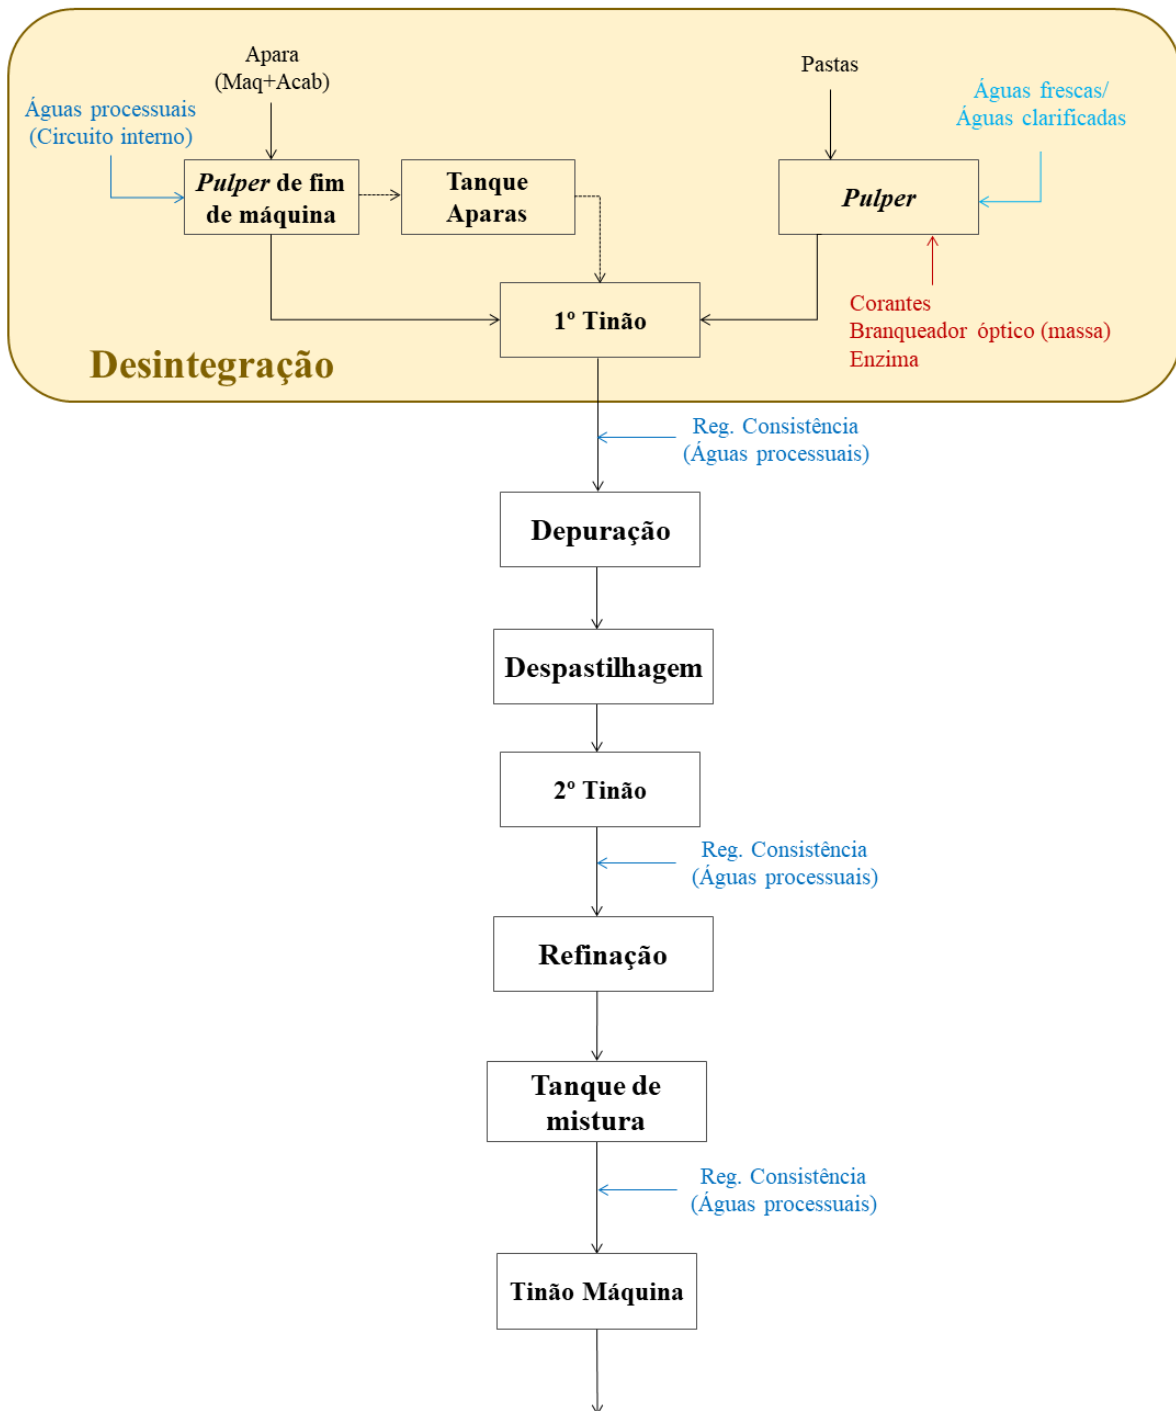 Apara
(Maq+Acab)
Pastas
Águas processuais
(Circuito interno)
Águas frescas/
Águas clarificadas
Pulper de fim
de máquina
Tanque
Aparas
Pulper
1º Tinão
Corantes
Branqueador óptico (massa)
Enzima
Desintegração
Reg. Consistência
(Águas processuais)
Depuração
Despastilhagem
2º Tinão
Reg. Consistência
(Águas processuais)
Refinação
Tanque de
mistura
Reg. Consistência
(Águas processuais)
Tinão Máquina